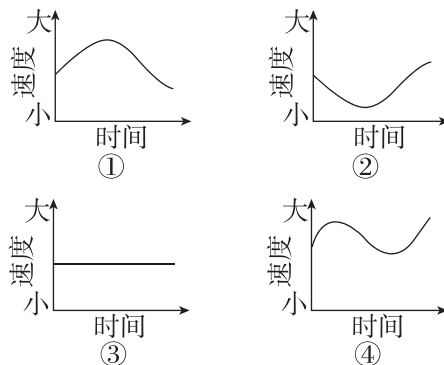 大
速度
小
时间
①
大
速度
小
时间
②
大
速度
小
时间
③
大
速度
小
时间
④